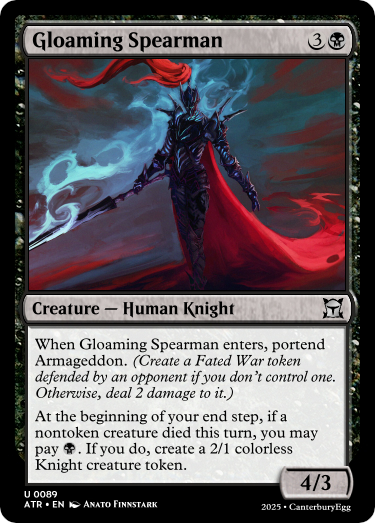 Gloaming Spearman 3
Creature — Human Knight
When Gloaming Spearman enters, portend
Armageddon. (Create a Fated War token
defended by an opponent if you don't control one.
Otherwise, deal 2 damage to it.)
At the beginning of your end step, if a
nontoken creature died this turn, you may
pay . If you do, create a 2/1 colorless
Knight creature token.
4/3
U 0089
ATR • EN Anato Finnstark
2025 • CanterburyEgg